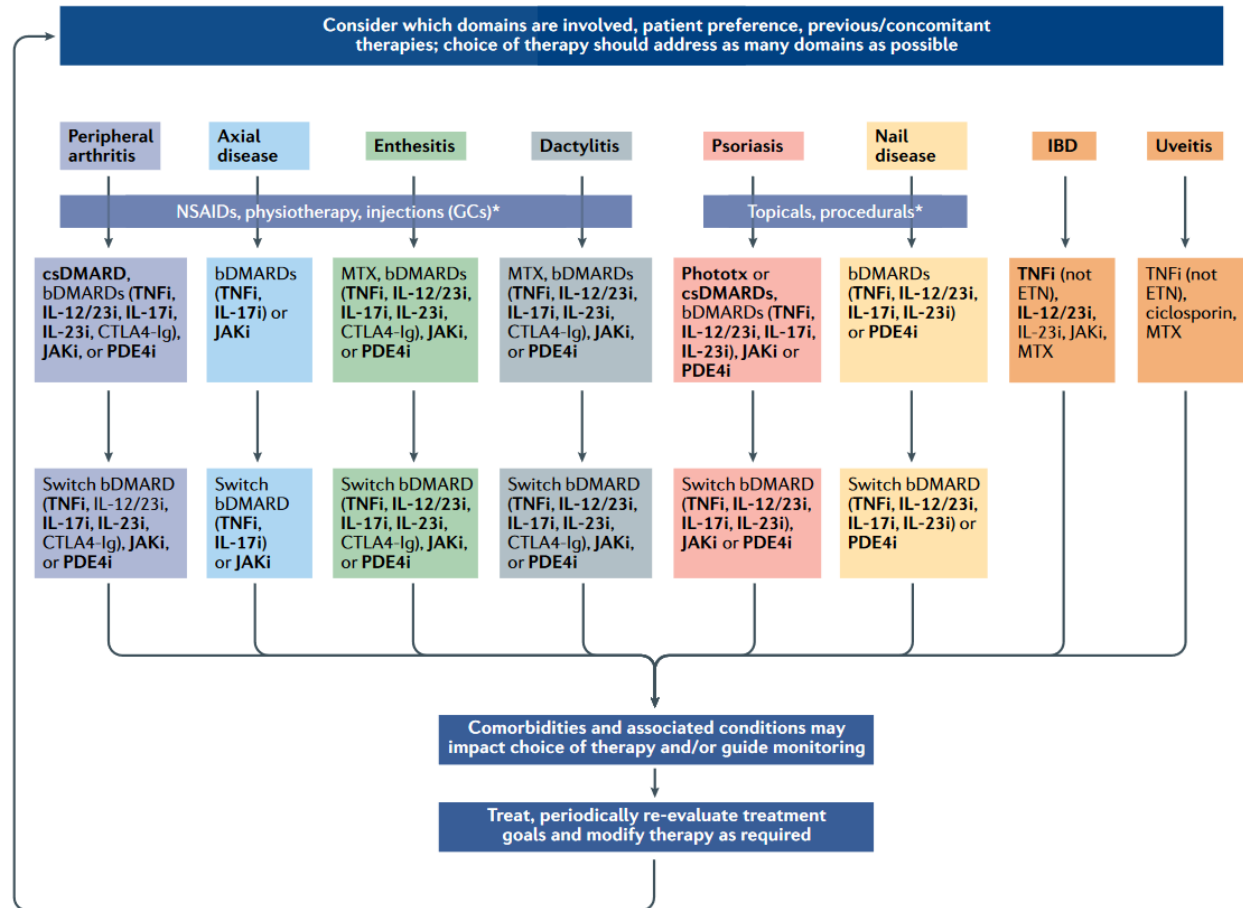 Consider which domains are involved, patient preference, previous/concomitant
therapies; choice of therapy should address as many domains as possible
Peripheral
arthritis
Axial
disease
Enthesitis
Dactylitis
Psoriasis
Nail
disease
IBD
Uveitis
NSAIDs, physiotherapy, injections (GCs)*
Topicals, procedurals*
csDMARD,
bDMARDs (TNFi,
IL-12/23i, IL-17i,
IL-23i, CTLA4-Ig),
JAKi, or PDE4i
bDMARDs
(TNFi,
IL-17i) or
JAKi
MTX, bDMARDs
(TNFi, IL-12/23i,
IL-17i, IL-23i,
CTLA4-Ig), JAKi,
or PDE4i
MTX, bDMARDs
(TNFi, IL-12/23i,
IL-17i, IL-23i,
CTLA4-Ig), JAKi,
or PDE4i
Phototx or
csDMARDs,
bDMARDs (TNFi,
IL-12/23i, IL-17i,
IL-23i), JAKi or
PDE4i
bDMARDs
(TNFi, IL-12/23i,
IL-17i, IL-23i)
or PDE4i
TNFi (not
ETN),
IL-12/23i,
IL-23i, JAKi,
MTX
TNFi (not
ETN),
ciclosporin,
MTX
Switch bDMARD
(TNFi, IL-12/23i,
IL-17i, IL-23i,
CTLA4-Ig), JAKi,
or PDE4i
Switch
bDMARD
(TNFi,
IL-17i)
or JAKi
Switch bDMARD
(TNFi, IL-12/23i,
IL-17i, IL-23i,
CTLA4-Ig), JAKi,
or PDE4i
Switch bDMARD
(TNFi, IL-12/23i,
IL-17i, IL-23i,
CTLA4-Ig), JAKi,
or PDE4i
Switch bDMARD
(TNFi, IL-12/23i,
IL-17i, IL-23i),
JAKi or PDE4i
Switch bDMARD
(TNFi, IL-12/23i,
IL-17i, IL-23i) or
PDE4i
Comorbidities and associated conditions may
impact choice of therapy and/or guide monitoring
Treat, periodically re-evaluate treatment
goals and modify therapy as required